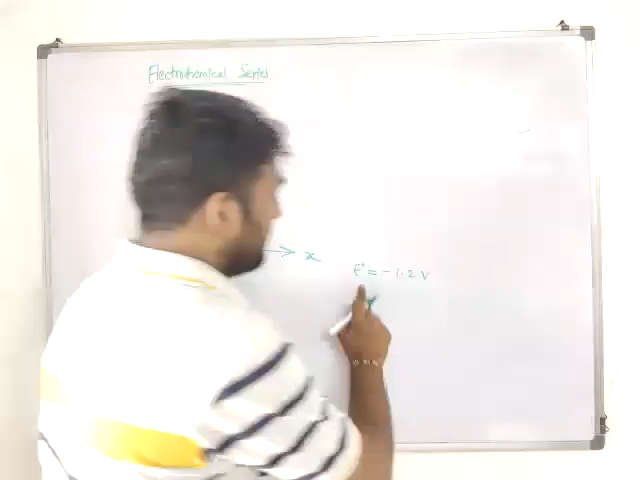 Electrochemical Series
→ x
E° = -1.2 V